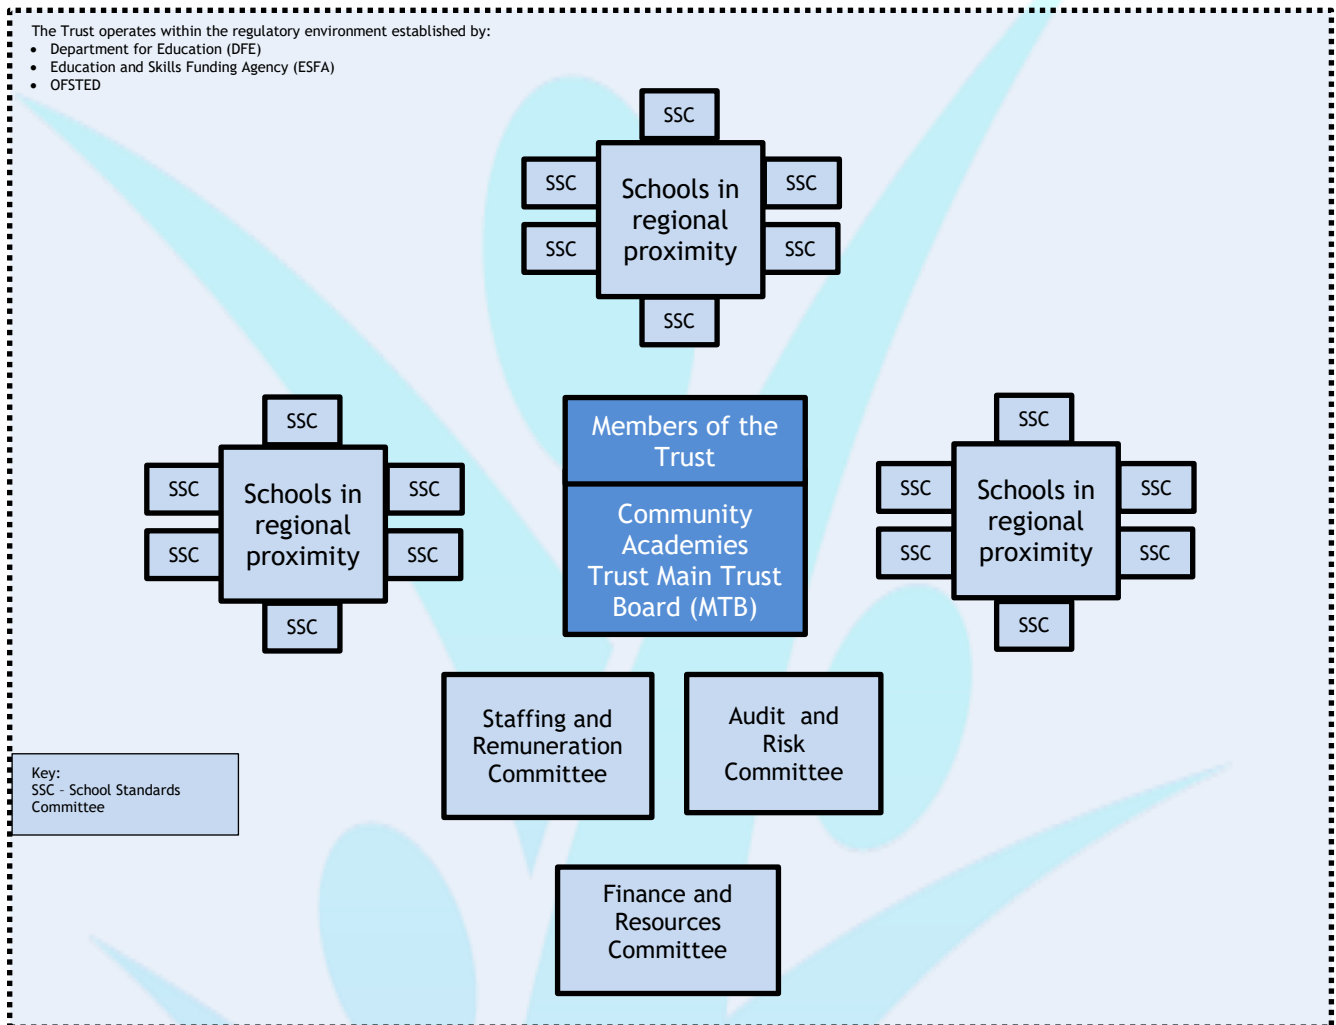 The Trust operates within the regulatory environment established by:
• Department for Education (DFE)
• Education and Skills Funding Agency (ESFA)
• OFSTED
SSC
SSC
SSC
Schools in
regional
proximity
SSC
SSC
SSC
SSC
SSC
SSC
Schools in
regional
proximity
SSC
SSC
SSC
Members of the
Trust
Community
Academies
Trust Main Trust
Board (MTB)
SSC
SSC
SSC
Schools in
regional
proximity
SSC
SSC
SSC
Staffing and
Remuneration
Committee
Audit and
Risk
Committee
Key:
SSC – School Standards
Committee
Finance and
Resources
Committee